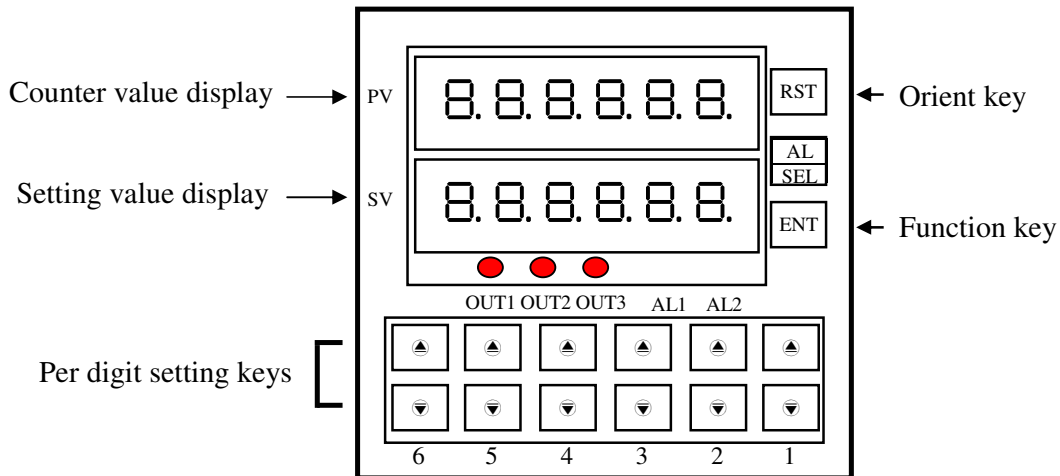 Counter value display
PV
8.8.8.8.8.8.
RST
Orient key
AL
SEL
Setting value display
SV
8.8.8.8.8.8.
ENT
Function key
OUT1 OUT2 OUT3 AL1 AL2
Per digit setting keys
6 5 4 3 2 1